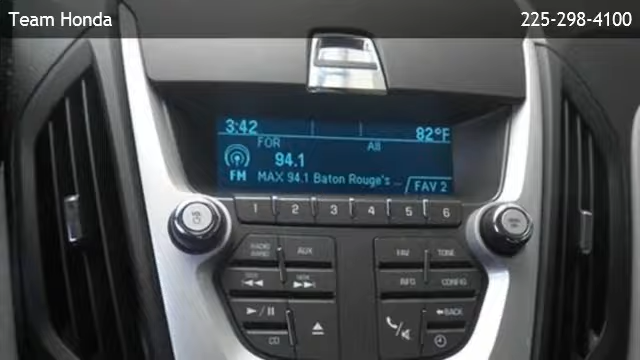 Team Honda 225-298-4100
3:42 82°F
FOR All
94.1
FM MAX 94.1 Baton Rouge's ... FAV 2
1 2 3 4 5 6
RADIO BAND AUX FAV TONE
INFO CONFIG
BACK
CD